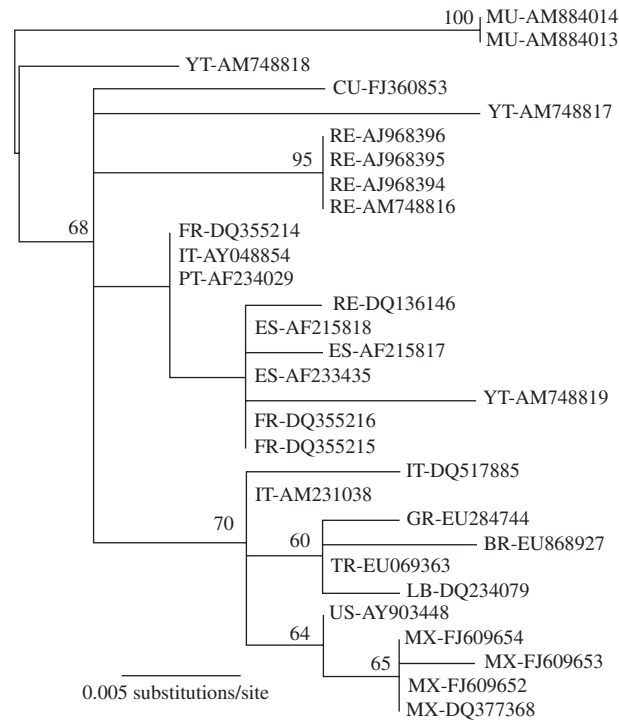 100 MU-AM884014
MU-AM884013
YT-AM748818
CU-FJ360853
YT-AM748817
RE-AJ968396
95 RE-AJ968395
RE-AJ968394
RE-AM748816
68
FR-DQ355214
IT-AY048854
PT-AF234029
RE-DQ136146
ES-AF215818
ES-AF215817
ES-AF233435
YT-AM748819
FR-DQ355216
FR-DQ355215
IT-DQ517885
IT-AM231038
70
GR-EU284744
60 BR-EU868927
TR-EU069363
LB-DQ234079
US-AY903448
64 MX-FJ609654
65 MX-FJ609653
MX-FJ609652
MX-DQ377368
0.005 substitutions/site